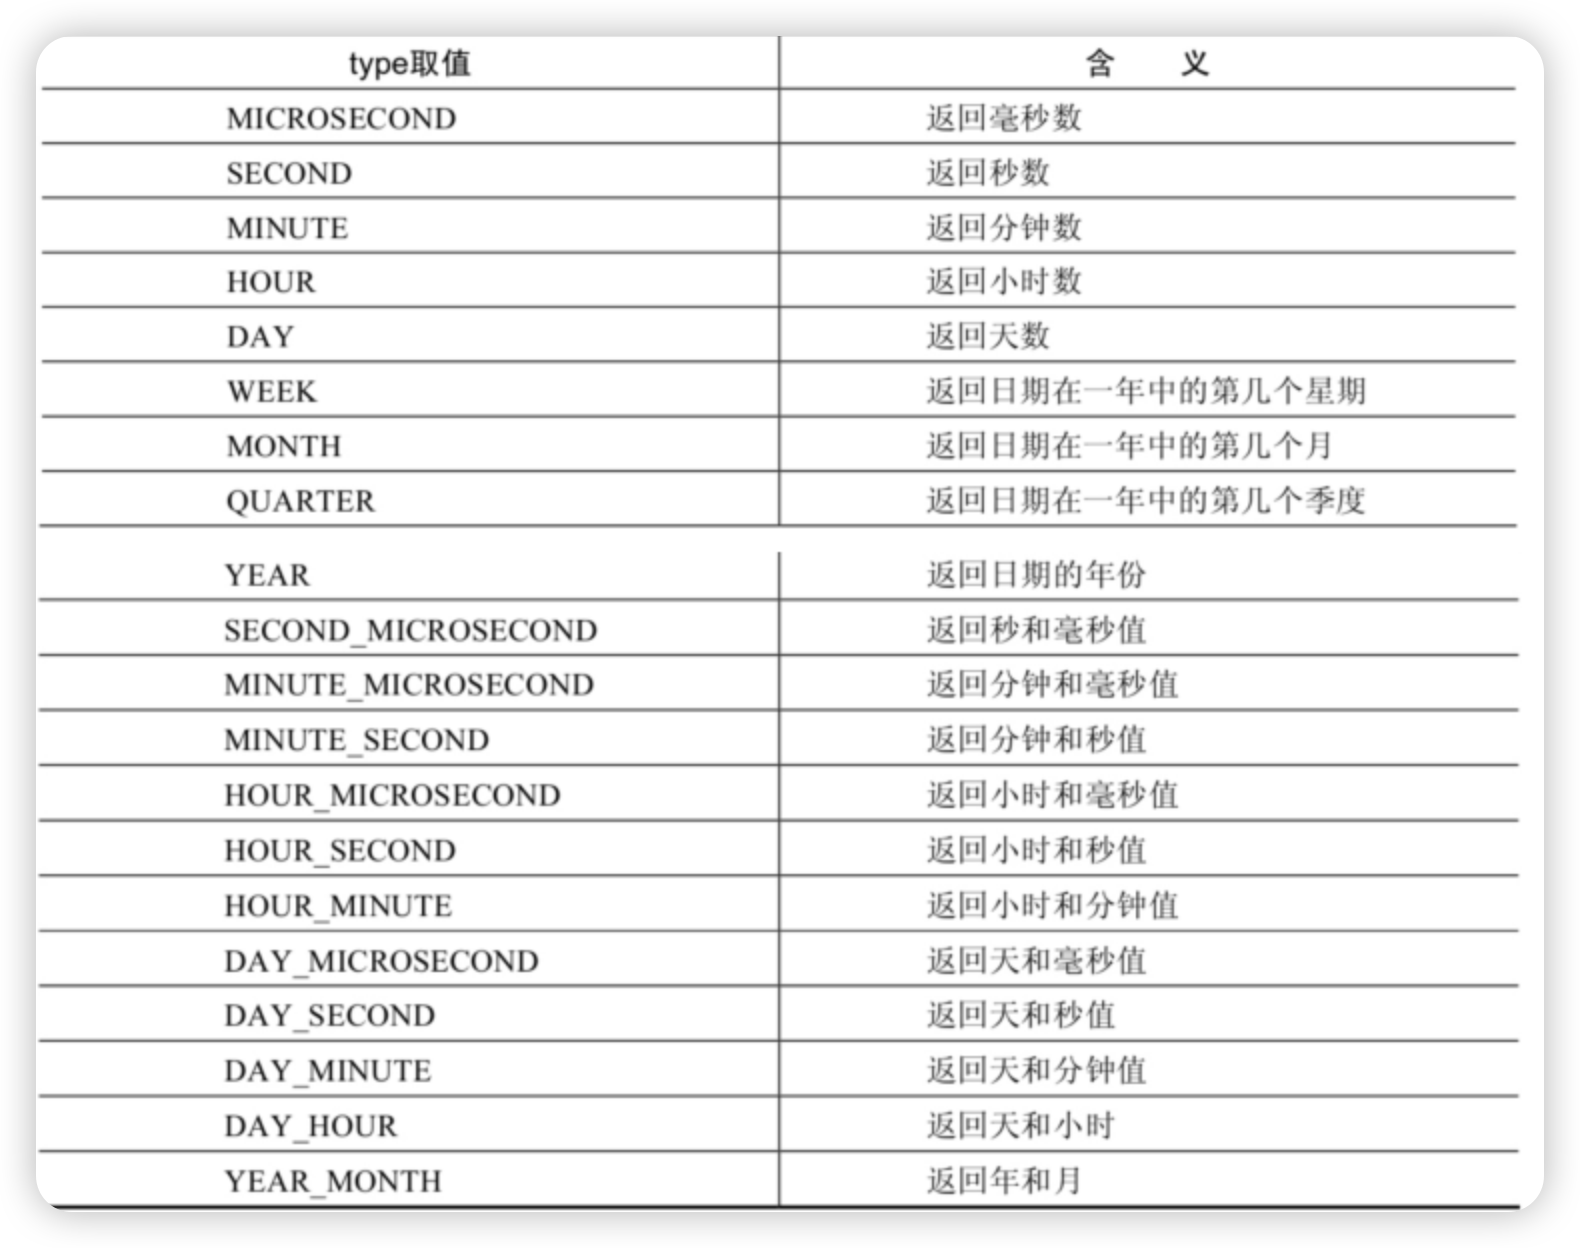 type取值 含 义
MICROSECOND 返回毫秒数
SECOND 返回秒数
MINUTE 返回分钟数
HOUR 返回小时数
DAY 返回天数
WEEK 返回日期在一年中的第几个星期
MONTH 返回日期在一年中的第几个月
QUARTER 返回日期在一年中的第几个季度
YEAR 返回日期的年份
SECOND_MICROSECOND 返回秒和毫秒值
MINUTE_MICROSECOND 返回分钟和毫秒值
MINUTE_SECOND 返回分钟和秒值
HOUR_MICROSECOND 返回小时和毫秒值
HOUR_SECOND 返回小时和秒值
HOUR_MINUTE 返回小时和分钟值
DAY_MICROSECOND 返回天和毫秒值
DAY_SECOND 返回天和秒值
DAY_MINUTE 返回天和分钟值
DAY_HOUR 返回天和小时
YEAR_MONTH 返回年和月